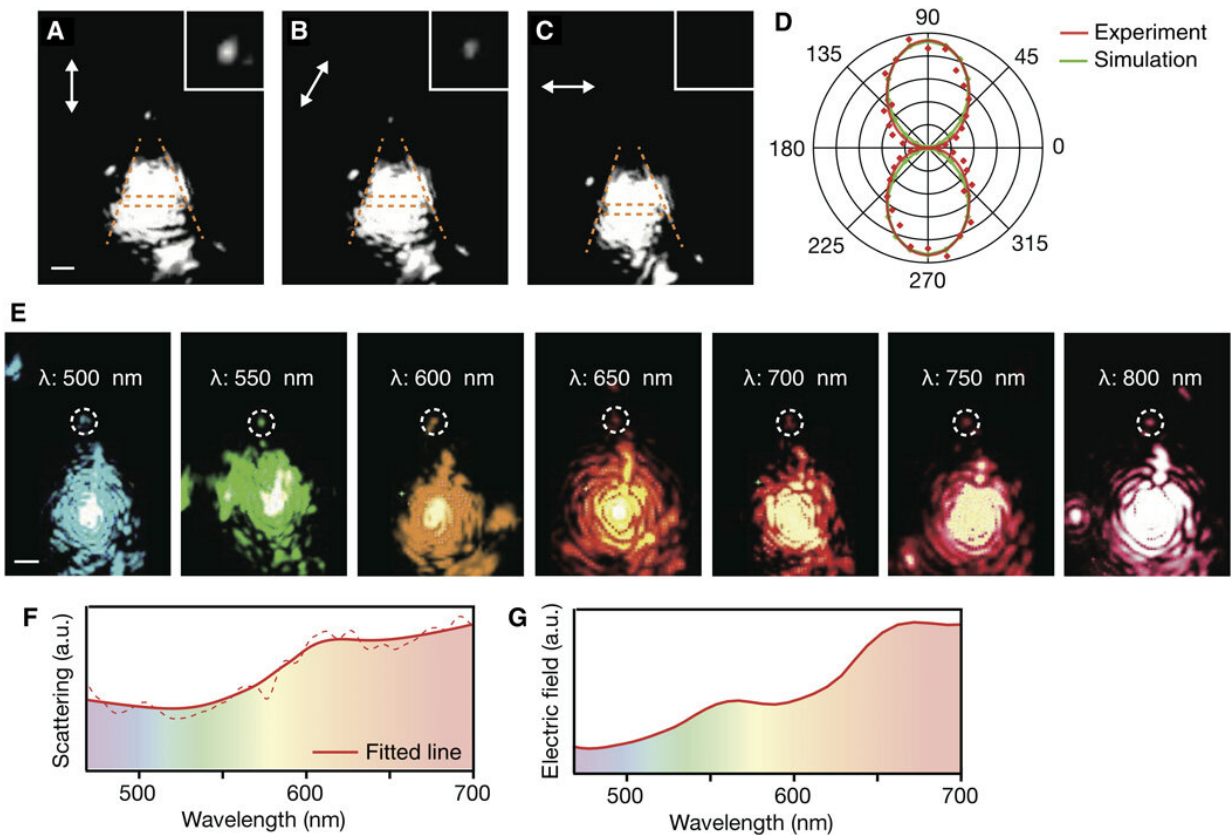 A
B
C
D
90
135
45
180
0
225
315
270
Experiment
Simulation
E
λ: 500 nm
λ: 550 nm
λ: 600 nm
λ: 650 nm
λ: 700 nm
λ: 750 nm
λ: 800 nm
F
Scattering (a.u.)
Fitted line
500
600
700
Wavelength (nm)
G
Electric field (a.u.)
500
600
700
Wavelength (nm)